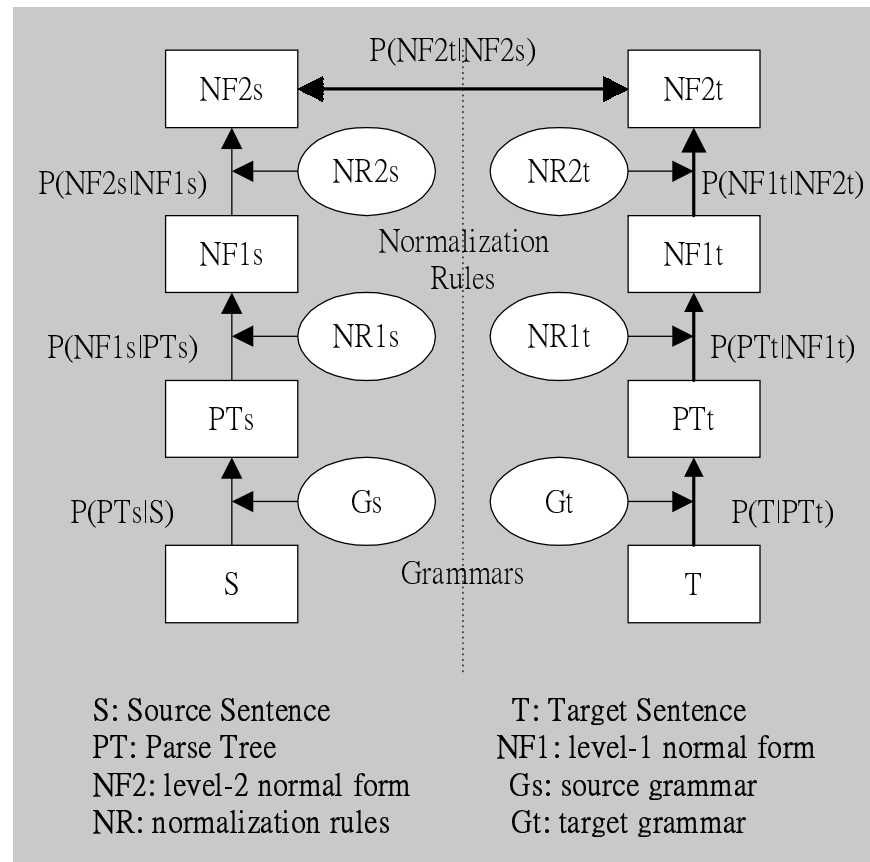 P(NF2t|NF2s)
NF2s
NF2t
NR2s
NR2t
P(NF2s|NF1s)
P(NF1t|NF2t)
Normalization
Rules
NF1s
NF1t
NR1s
NR1t
P(NF1s|PTs)
P(PTt|NF1t)
PTs
PTt
Gs
Gt
P(PTs|S)
P(T|PTt)
Grammars
S
T
S: Source Sentence
T: Target Sentence
PT: Parse Tree
NF1: level-1 normal form
NF2: level-2 normal form
Gs: source grammar
NR: normalization rules
Gt: target grammar